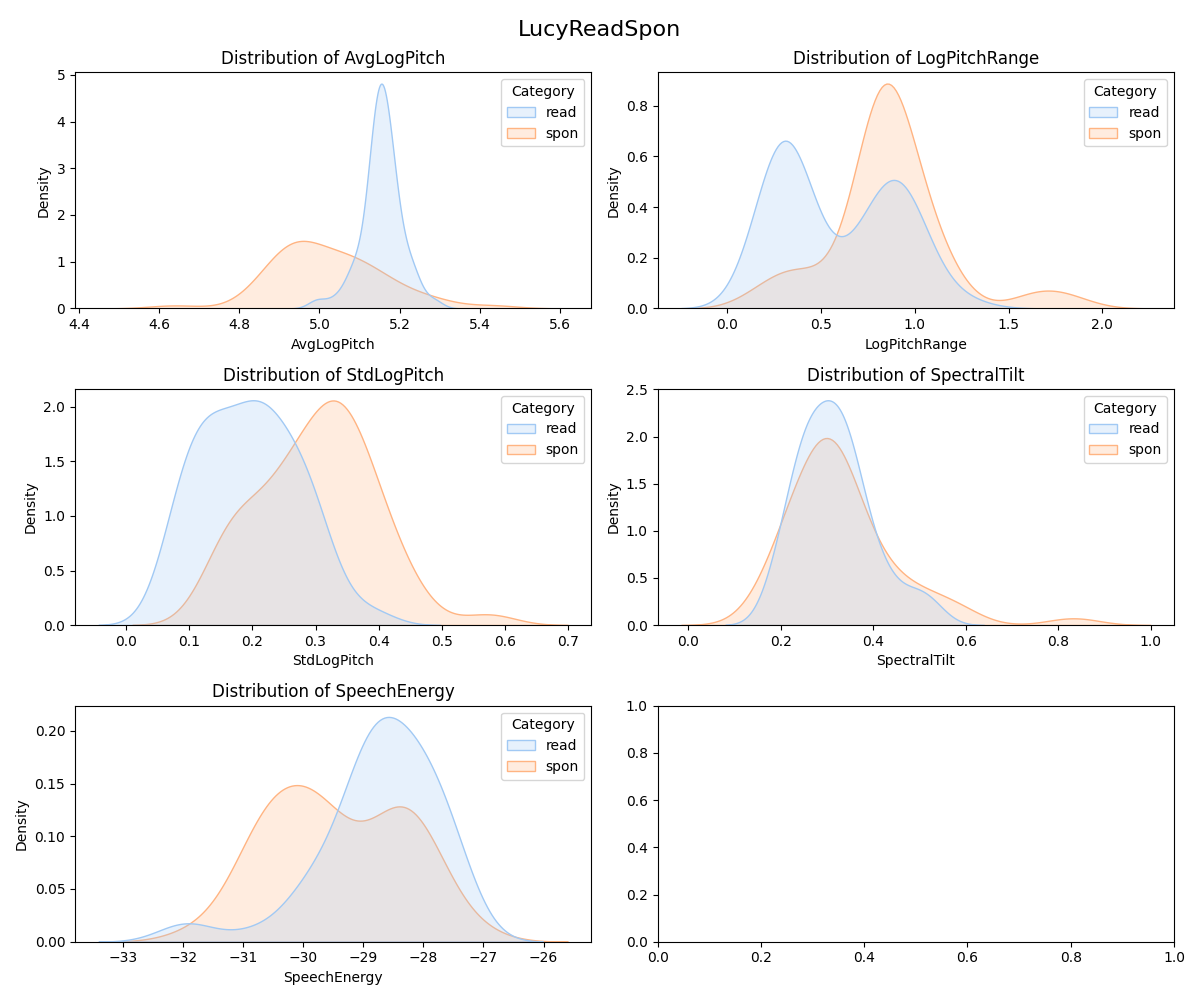 LucyReadSpon
Distribution of AvgLogPitch
5
4
3
2
1
0
Density
Category
read
spon
4.4 4.6 4.8 5.0 5.2 5.4 5.6
AvgLogPitch
Distribution of LogPitchRange
0.8
0.6
0.4
0.2
0.0
Density
Category
read
spon
0.0 0.5 1.0 1.5 2.0
LogPitchRange
Distribution of StdLogPitch
2.0
1.5
1.0
0.5
0.0
Density
Category
read
spon
0.0 0.1 0.2 0.3 0.4 0.5 0.6 0.7
StdLogPitch
Distribution of SpectralTilt
2.5
2.0
1.5
1.0
0.5
0.0
Density
Category
read
spon
0.0 0.2 0.4 0.6 0.8 1.0
SpectralTilt
Distribution of SpeechEnergy
0.20
0.15
0.10
0.05
0.00
Density
Category
read
spon
−33 −32 −31 −30 −29 −28 −27 −26
SpeechEnergy
1.0
0.8
0.6
0.4
0.2
0.0
0.0 0.2 0.4 0.6 0.8 1.0